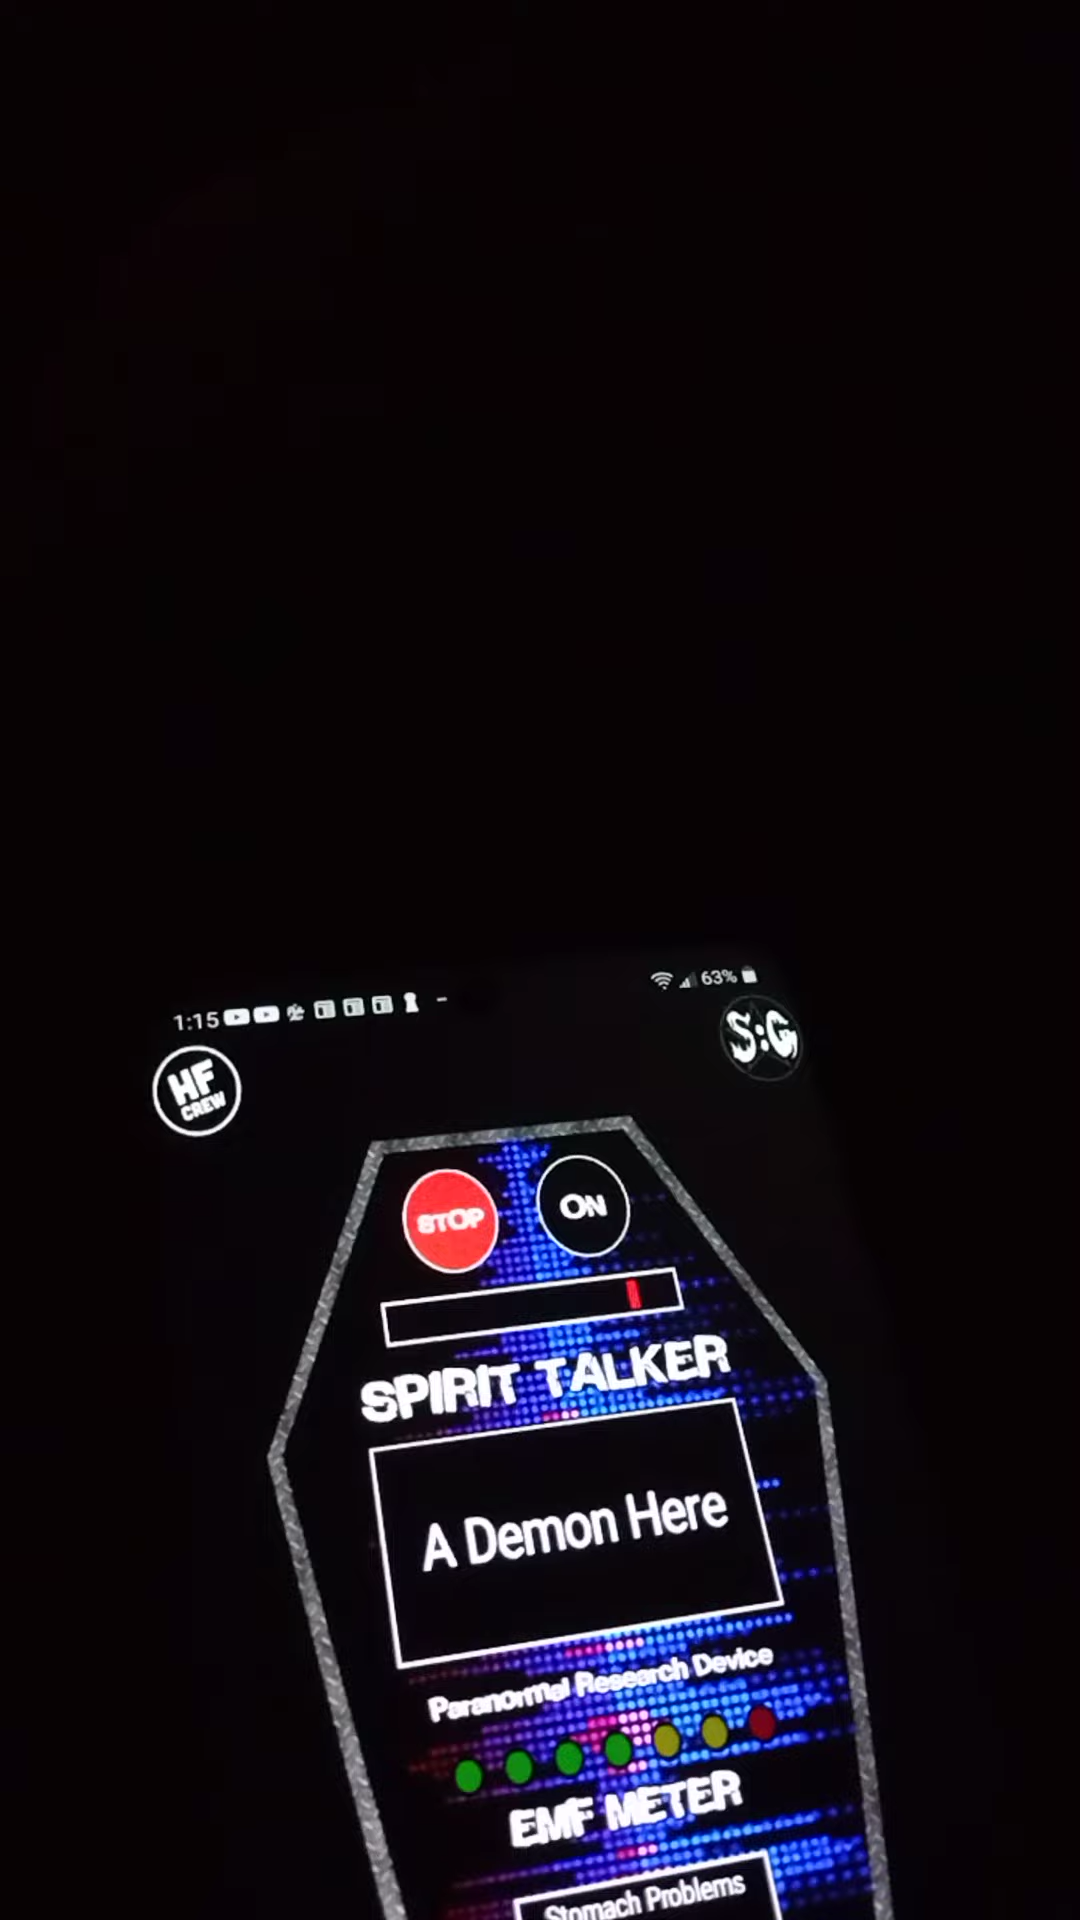 1:15 63%
HF
CREW
S:G
STOP ON
SPIRIT TALKER
A Demon Here
Paranormal Research Device
EMF METER
Stomach Problems